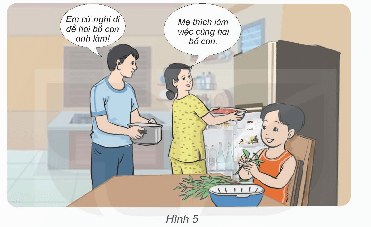 Em cứ nghỉ đi
để hai bố con
anh làm!
Mẹ thích làm
việc cùng hai
bố con.
Hình 5